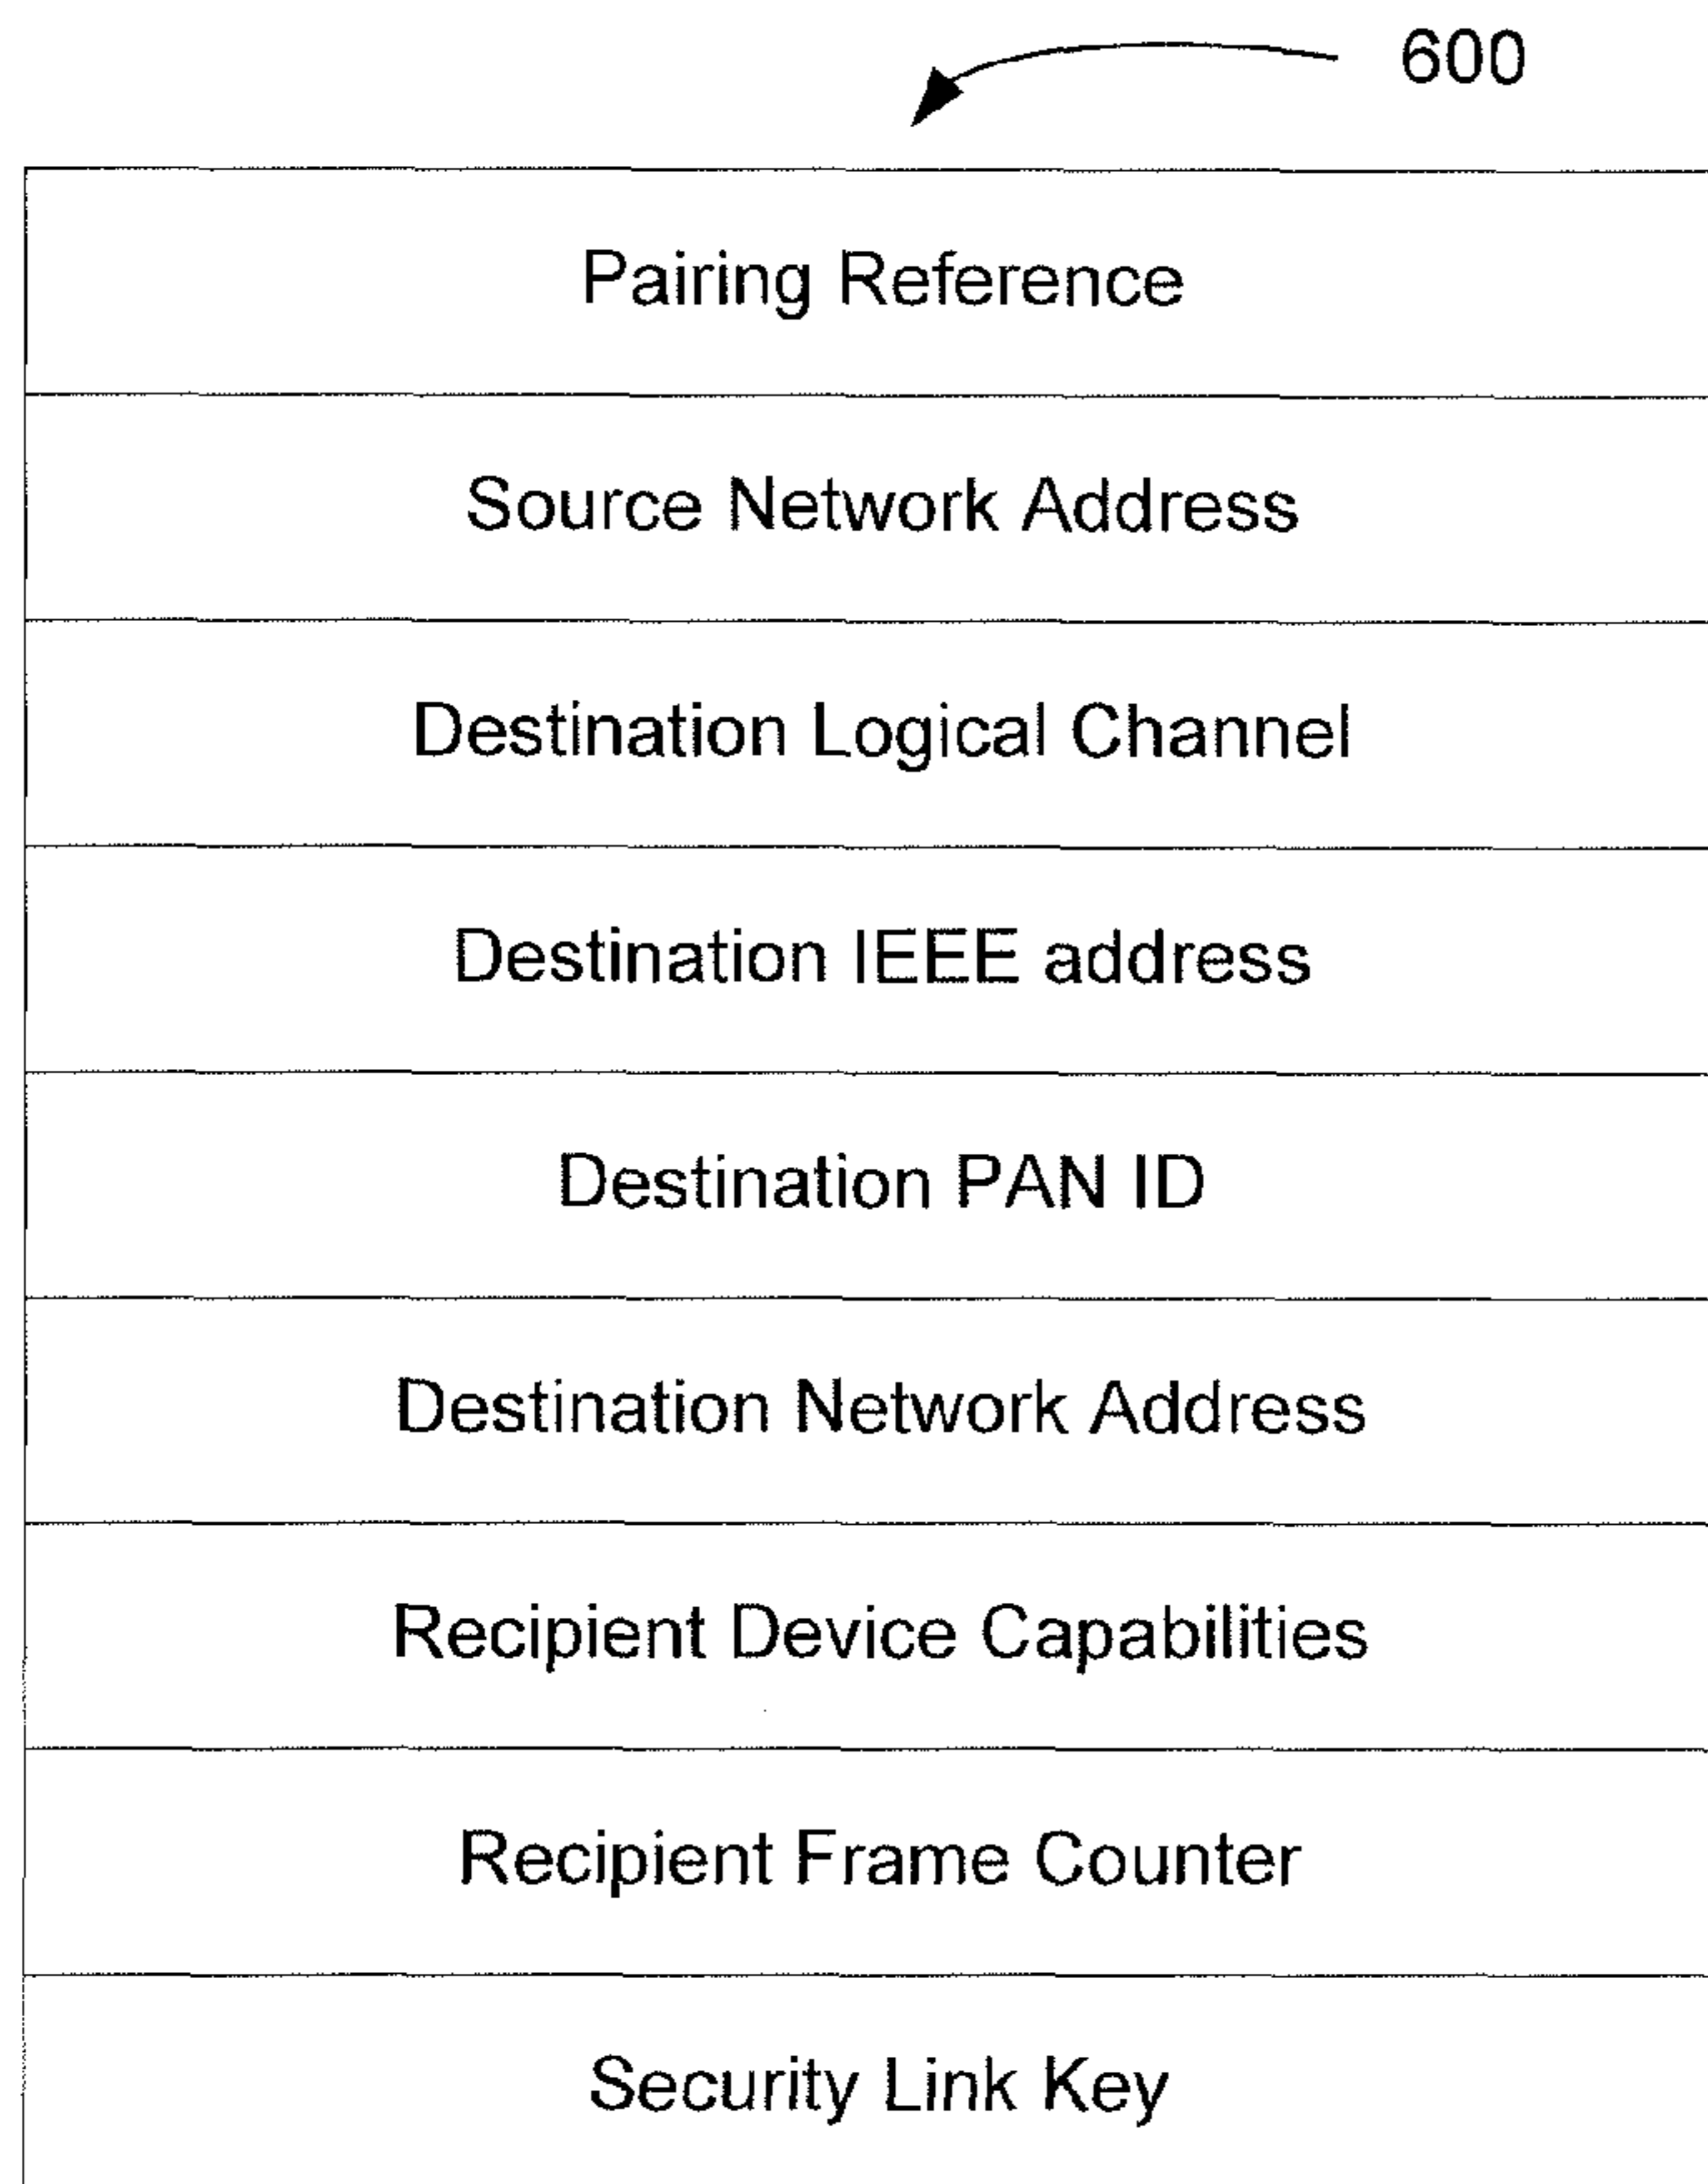 600
Pairing Reference
Source Network Address
Destination Logical Channel
Destination IEEE address
Destination PAN ID
Destination Network Address
Recipient Device Capabilities
Recipient Frame Counter
Security Link Key